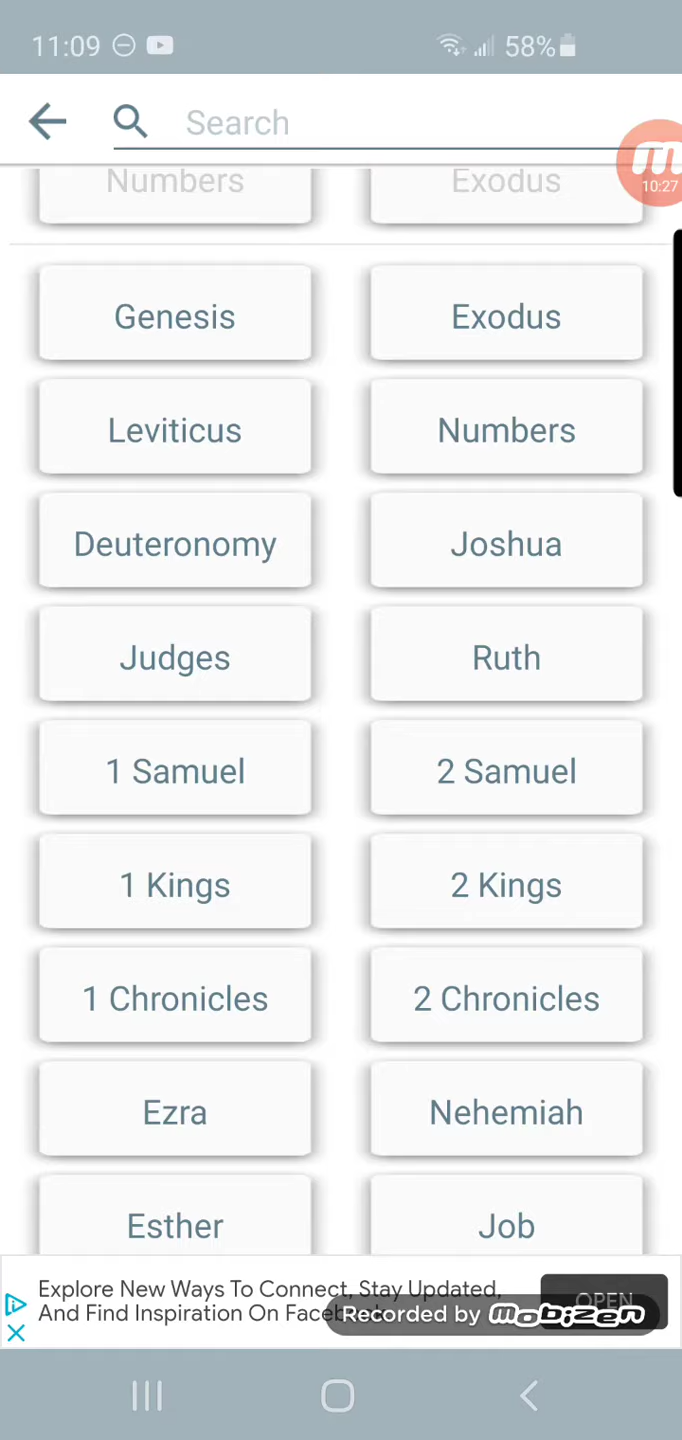 11:09 58%
Search
10:27
Numbers Exodus
Genesis Exodus
Leviticus Numbers
Deuteronomy Joshua
Judges Ruth
1 Samuel 2 Samuel
1 Kings 2 Kings
1 Chronicles 2 Chronicles
Ezra Nehemiah
Esther Job
Explore New Ways To Connect, Stay Updated,
And Find Inspiration On
OPEN
Recorded by mobizen